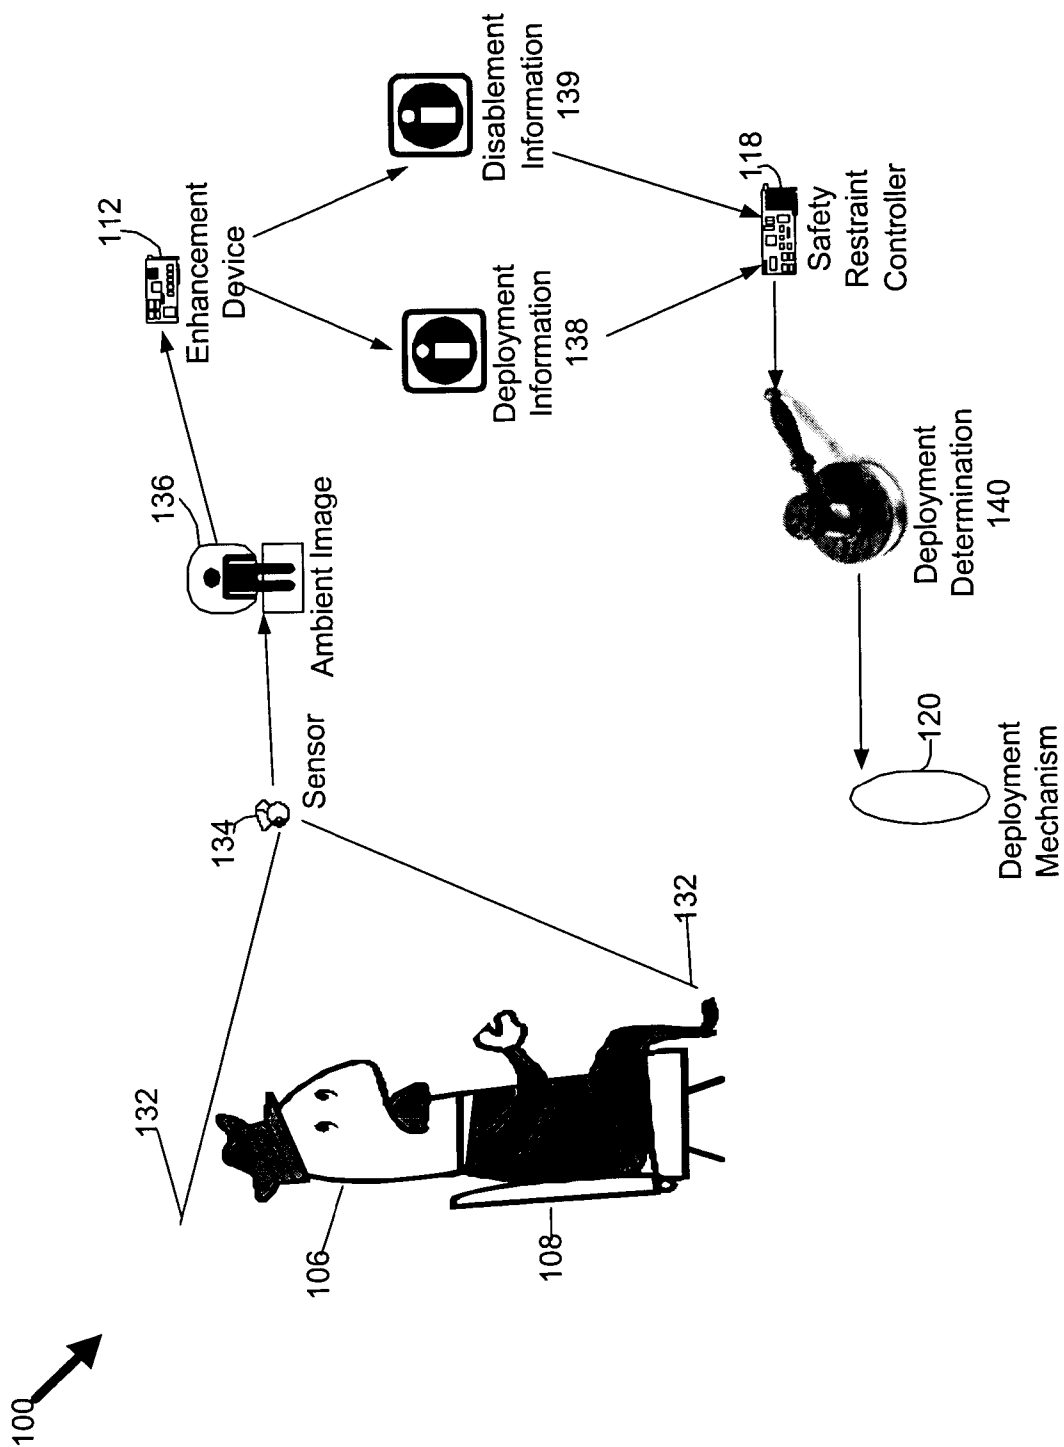 100
132
106
108
132
134
Sensor
136
Ambient Image
112
Enhancement
Device
Deployment
Information
138
Disablement
Information
139
118
Safety
Restraint
Controller
Deployment
Determination
140
120
Deployment
Mechanism